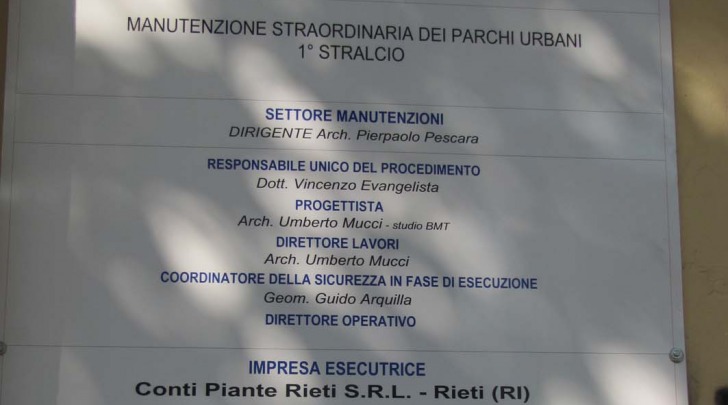 MANUTENZIONE STRAORDINARIA DEI PARCHI URBANI
1° STRALCIO
SETTORE MANUTENZIONI
DIRIGENTE Arch. Pierpaolo Pescara
RESPONSABILE UNICO DEL PROCEDIMENTO
Dott. Vincenzo Evangelista
PROGETTISTA
Arch. Umberto Mucci - studio BMT
DIRETTORE LAVORI
Arch. Umberto Mucci
COORDINATORE DELLA SICUREZZA IN FASE DI ESECUZIONE
Geom. Guido Arquilla
DIRETTORE OPERATIVO
IMPRESA ESECUTRICE
Conti Piante Rieti S.R.L. - Rieti (RI)